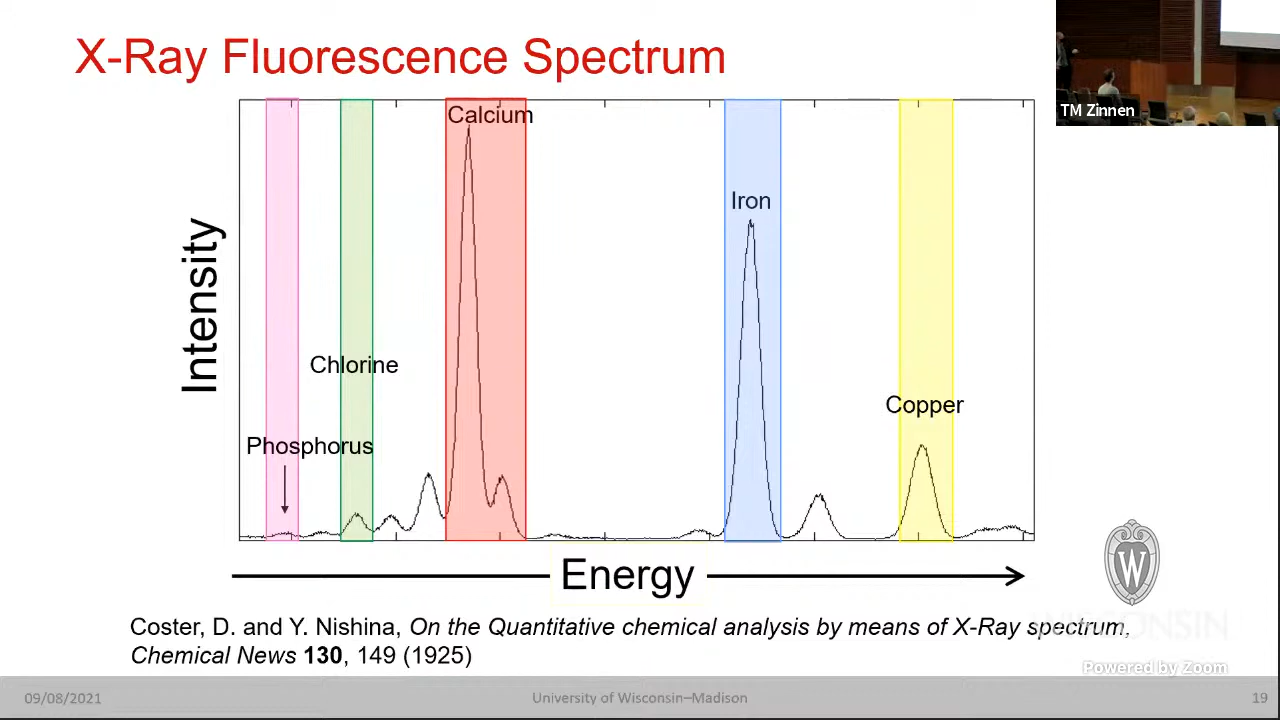 X-Ray Fluorescence Spectrum
TM Zinnen
Calcium
Iron
Chlorine
Copper
Phosphorus
Intensity
Energy
W
WISCONSIN
Coster, D. and Y. Nishina, On the Quantitative chemical analysis by means of X-Ray spectrum,
Chemical News 130, 149 (1925)
Powered by Zoom
09/08/2021
University of Wisconsin–Madison
19